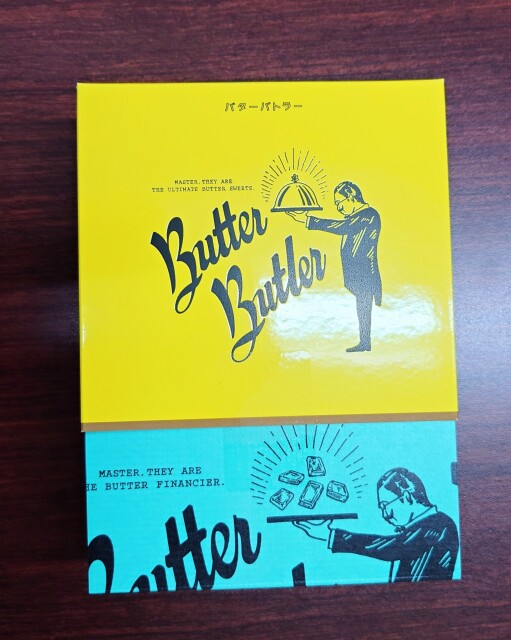 バターバトラー
MASTER.THEY ARE
THE ULTIMATE BUTTER SWEETS.
Butter
Butler
MASTER.THEY ARE
HE BUTTER FINANCIER.
Butter